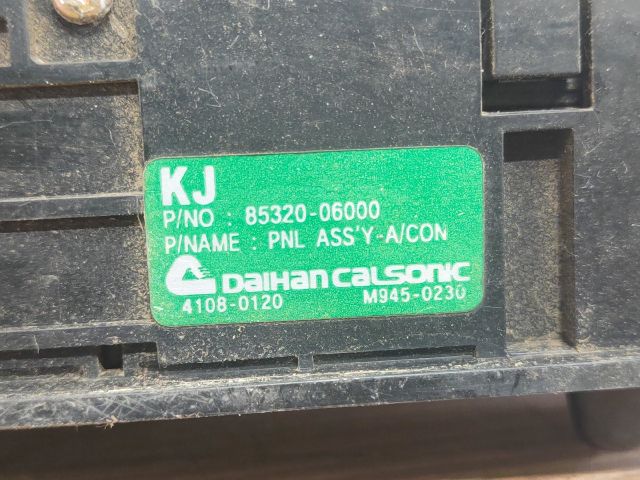 KJ
P/NO : 85320-06000
P/NAME : PNL ASS'Y-A/CON
DAIHAN CALSONIC
4108-0120 M945-0230